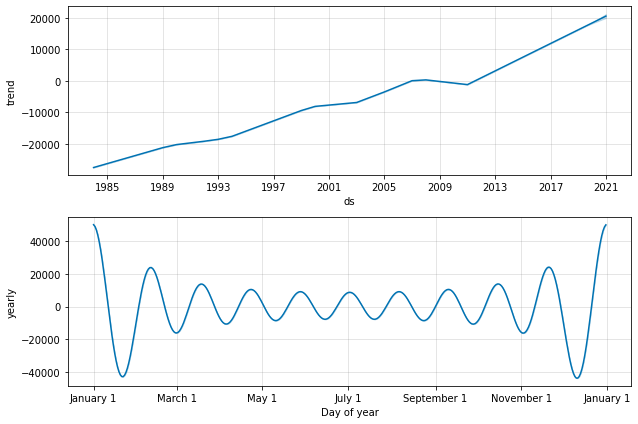 20000
10000
0
−10000
−20000
trend
1985 1989 1993 1997 2001 2005 2009 2013 2017 2021
ds
40000
20000
0
−20000
−40000
yearly
January 1 March 1 May 1 July 1 September 1 November 1 January 1
Day of year